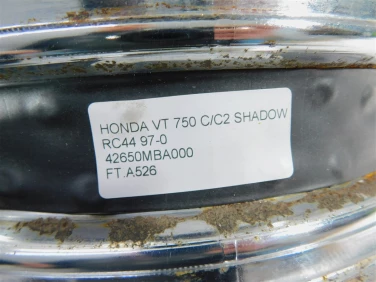 HONDA VT 750 C/C2 SHADOW
RC44 97-0
42650MBA000
FT.A526